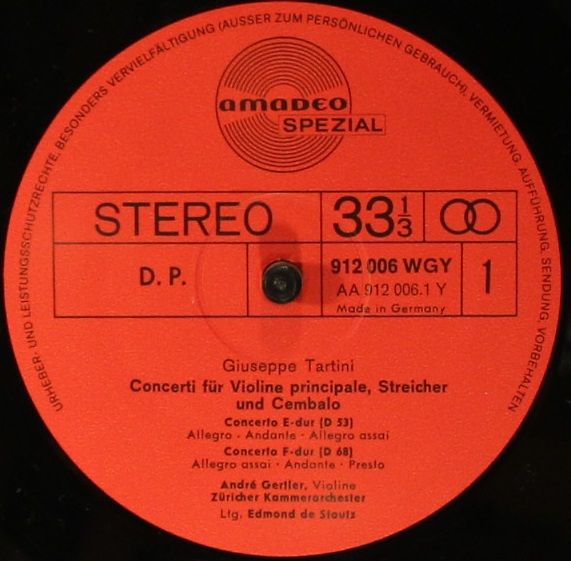 URHEBER- UND LEISTUNGSSCHUTZRECHTE, BESONDERS VERVIELFÄLTIGUNG (AUSSER ZUM PERSÖNLICHEN GEBRAUCH), VERMIETUNG, AUFFÜHRUNG, SENDUNG, VORBEHALTEN
amadeo
SPEZIAL
STEREO 33 1/3
D. P. 912 006 WGY 1
AA 912 006.1 Y
Made in Germany
Giuseppe Tartini
Concerti für Violine principale, Streicher
und Cembalo
Concerto E-dur (D 53)
Allegro · Andante · Allegro assai
Concerto F-dur (D 68)
Allegro assai · Andante · Presto
André Gertler, Violine
Züricher Kammerorchester
Ltg. Edmond de Stoutz